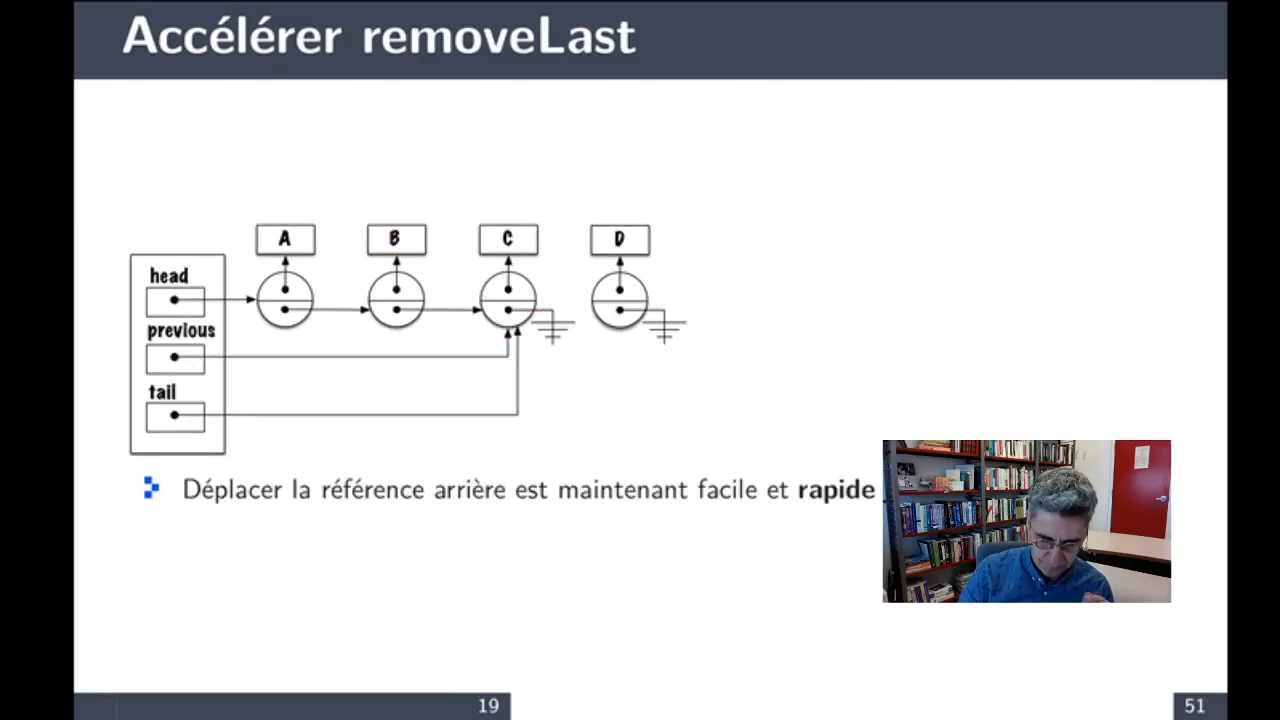 Accélérer removeLast
A B C D
head
previous
tail
Déplacer la référence arrière est maintenant facile et rapide
19 51